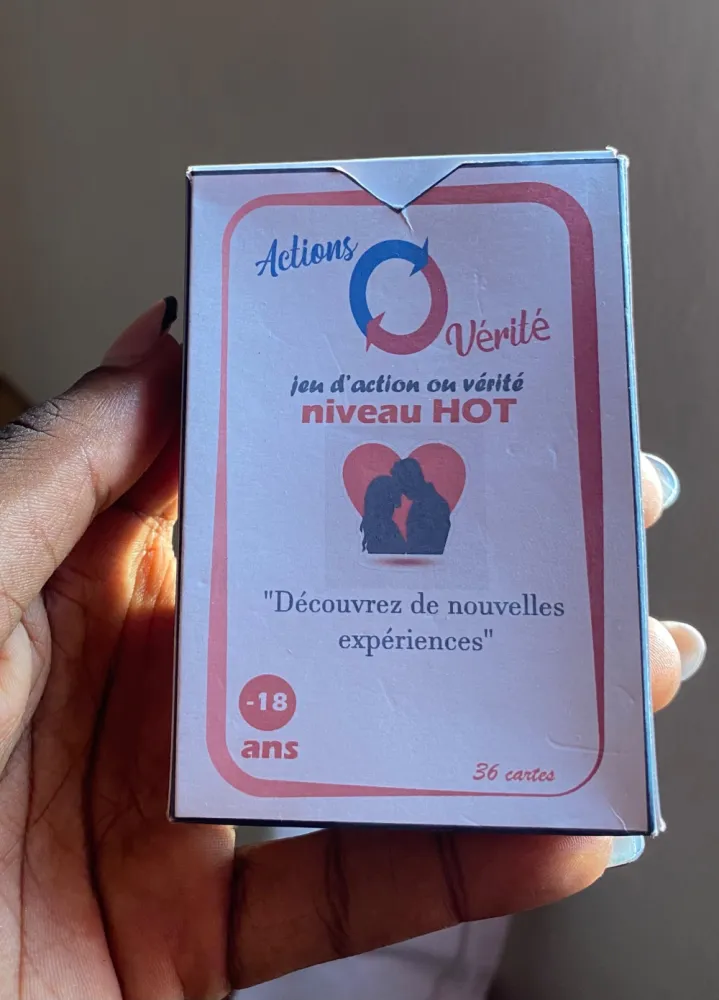 Actions
Vérité
jeu d'action ou vérité
niveau HOT
"Découvrez de nouvelles
expériences"
-18
ans
36 cartes